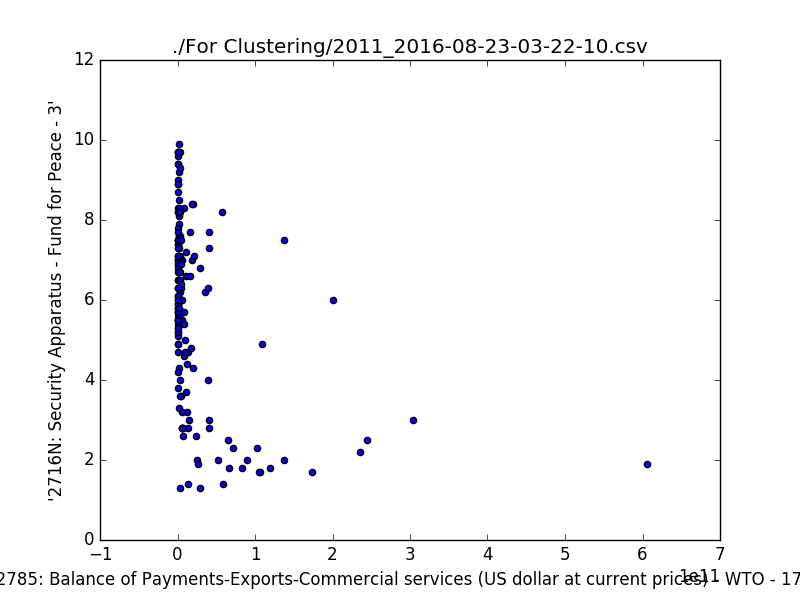 ./For Clustering/2011_2016-08-23-03-22-10.csv
12
10
8
6
4
2
0
'2716N: Security Apparatus - Fund for Peace - 3'
−1 0 1 2 3 4 5 6 7
1e11
2785: Balance of Payments-Exports-Commercial services (US dollar at current prices) - WTO - 17